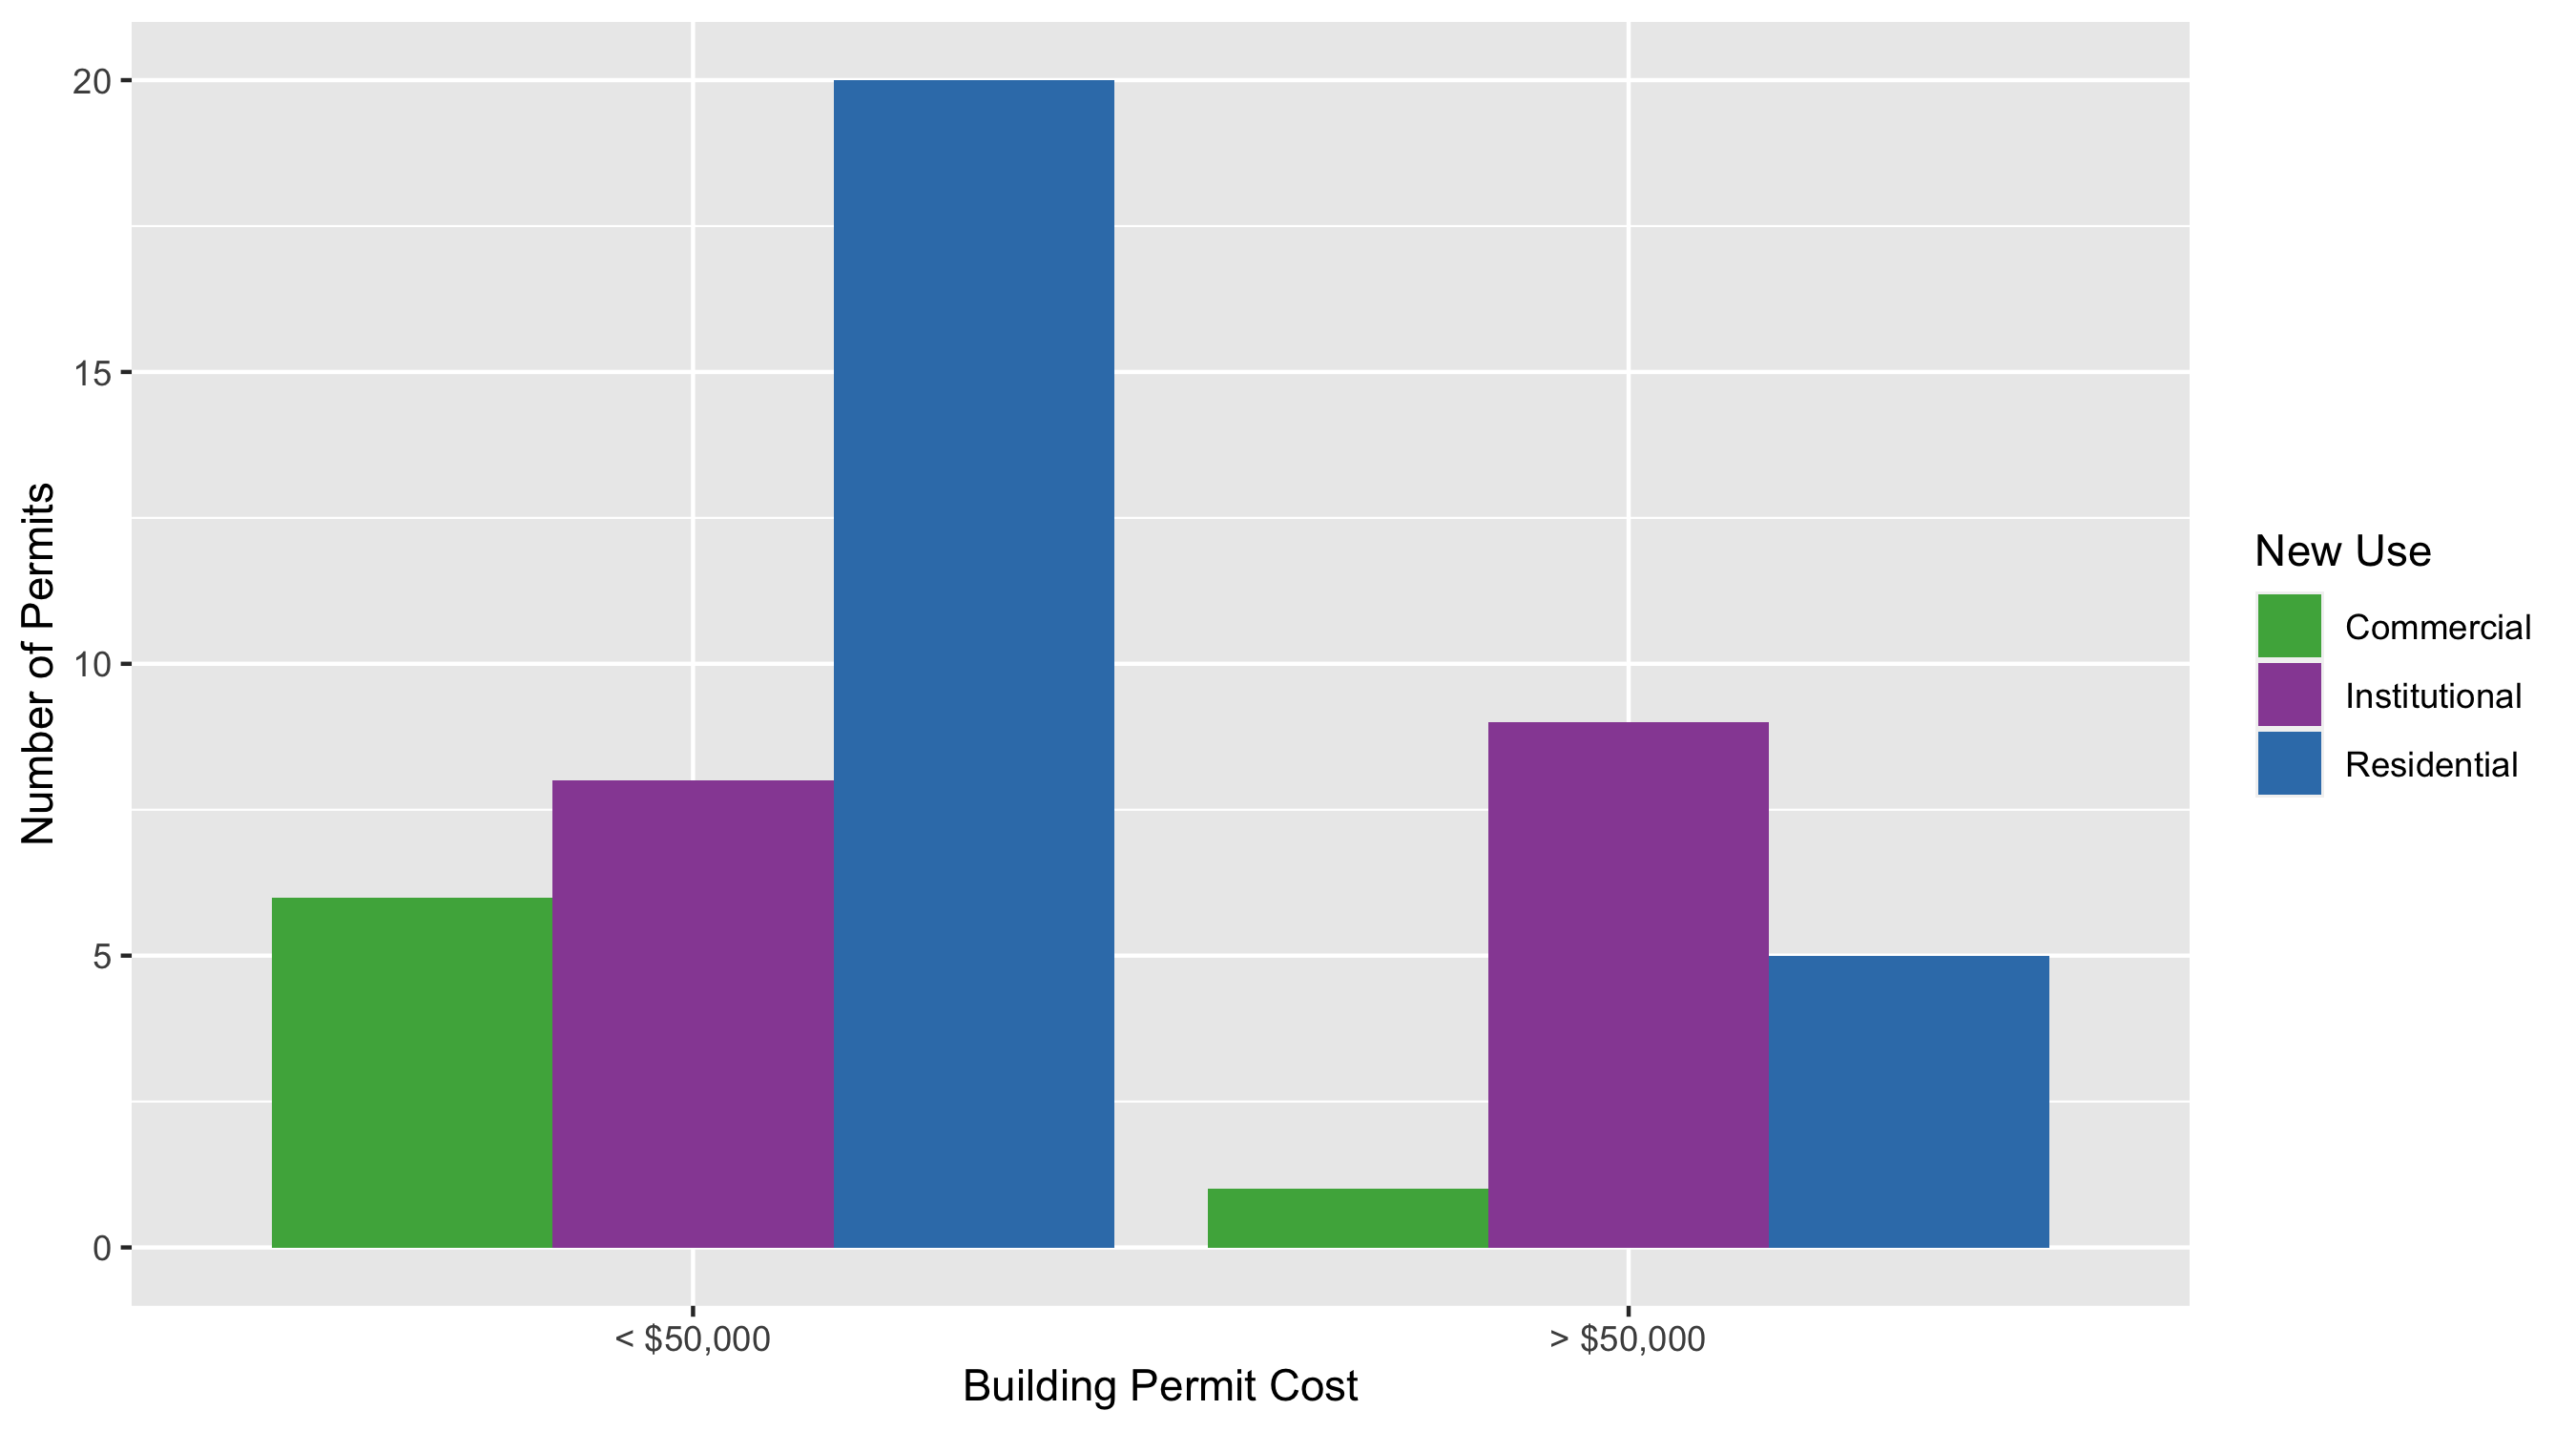 20
15
10
5
0
Number of Permits
< $50,000
> $50,000
Building Permit Cost
New Use
Commercial
Institutional
Residential